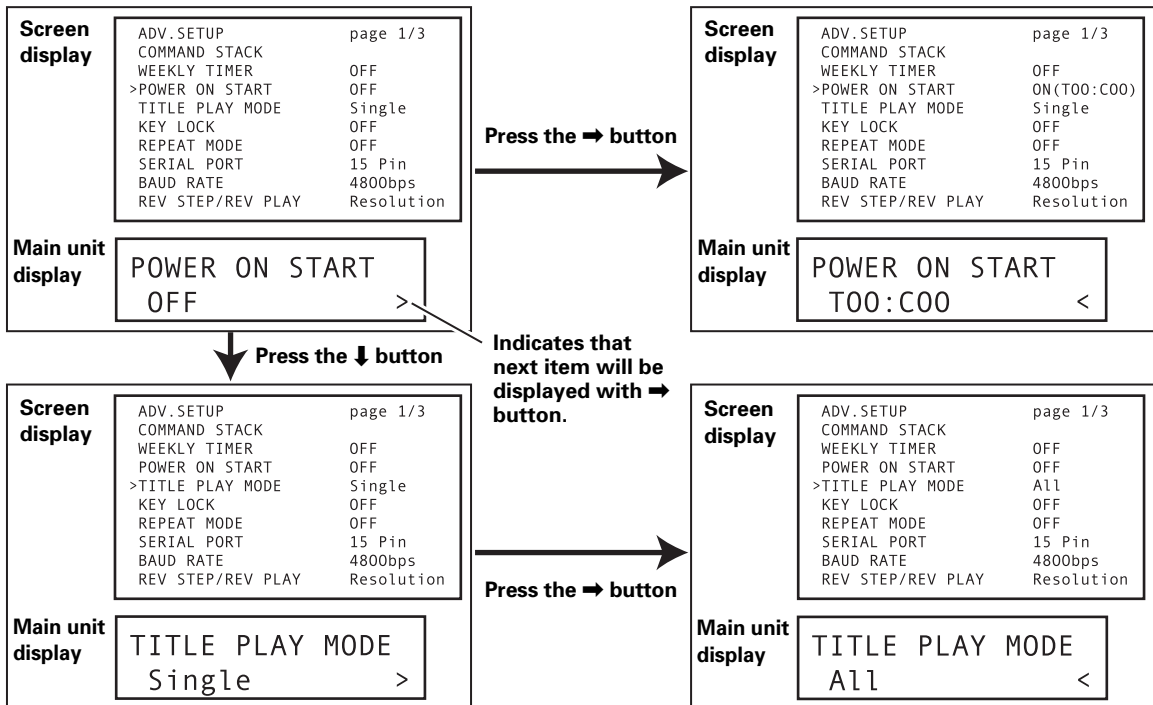 Screen display
ADV.SETUP page 1/3
COMMAND STACK
WEEKLY TIMER OFF
>POWER ON START OFF
TITLE PLAY MODE Single
KEY LOCK OFF
REPEAT MODE OFF
SERIAL PORT 15 Pin
BAUD RATE 4800bps
REV STEP/REV PLAY Resolution
Main unit display
POWER ON START
OFF >
Press the ➡ button
Screen display
ADV.SETUP page 1/3
COMMAND STACK
WEEKLY TIMER OFF
>POWER ON START ON(T00:C00)
TITLE PLAY MODE Single
KEY LOCK OFF
REPEAT MODE OFF
SERIAL PORT 15 Pin
BAUD RATE 4800bps
REV STEP/REV PLAY Resolution
Main unit display
POWER ON START
T00:C00 <
Indicates that
next item will be
displayed with ➡
button.
Press the ⬇ button
Screen display
ADV.SETUP page 1/3
COMMAND STACK
WEEKLY TIMER OFF
POWER ON START OFF
>TITLE PLAY MODE Single
KEY LOCK OFF
REPEAT MODE OFF
SERIAL PORT 15 Pin
BAUD RATE 4800bps
REV STEP/REV PLAY Resolution
Main unit display
TITLE PLAY MODE
Single >
Press the ➡ button
Screen display
ADV.SETUP page 1/3
COMMAND STACK
WEEKLY TIMER OFF
POWER ON START OFF
>TITLE PLAY MODE All
KEY LOCK OFF
REPEAT MODE OFF
SERIAL PORT 15 Pin
BAUD RATE 4800bps
REV STEP/REV PLAY Resolution
Main unit display
TITLE PLAY MODE
All <